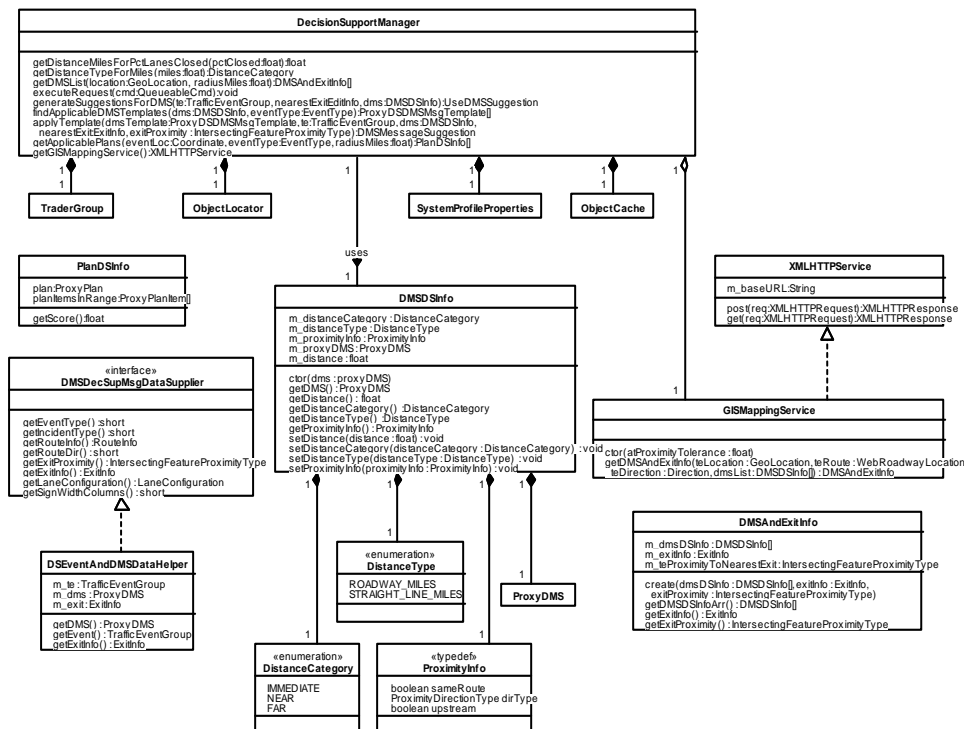 DecisionSupportManager
getDistanceMilesForPctLanesClosed(pctClosed:float):float
getDistanceTypeForMiles(miles:float):DistanceCategory
getDMSList(location:GeoLocation, radiusMiles:float):DMSAndExitInfo[]
executeRequest(cmd:QueueableCmd):void
generateSuggestionsForDMS(te:TrafficEventGroup, nearestExitEditInfo, dms:DMSDSInfo):UseDMSSuggestion
findApplicableDMSTemplates(dms:DMSDSInfo,eventType:EventType):ProxyDSDMSMsgTemplate[]
applyTemplate(dmsTemplate:ProxyDSDMSMsgTemplate,te:TrafficEventGroup, dms:DMSDSInfo,
nearestExit:ExitInfo, exitProximity : IntersectingFeatureProximityType):DMSMessageSuggestion
getApplicablePlans(eventLoc:Coordinate, eventType:EventType, radiusMiles:float):PlanDSInfo[]
getGISMappingService():XMLHTTPService
1 1 1 1 1 1
1 1 1 1
TraderGroup
ObjectLocator
SystemProfileProperties
ObjectCache
uses
1
PlanDSInfo
plan:ProxyPlan
planItemsInRange:ProxyPlanItem[]
getScore():float
XMLHTTPService
m_baseURL:String
post(req:XMLHTTPRequest):XMLHTTPResponse
get(req:XMLHTTPRequest):XMLHTTPResponse
DMSDSInfo
m_distanceCategory : DistanceCategory
m_distanceType : DistanceType
m_proximityInfo : ProximityInfo
m_proxyDMS : ProxyDMS
m_distance : float
ctor(dms : proxyDMS)
getDMS() : ProxyDMS
getDistance() : float
getDistanceCategory() : DistanceCategory
getDistanceType() : DistanceType
getProximityInfo() : ProximityInfo
setDistance(distance : float) : void
setDistanceCategory(distanceCategory : DistanceCategory) : void
setDistanceType(distanceType : DistanceType) : void
setProximityInfo(proximityInfo : ProximityInfo) : void
«interface»
DMSDecSupMsgDataSupplier
getEventType() : short
getIncidentType() : short
getRouteInfo() : RouteInfo
getRouteDir() : short
getExitProximity() : IntersectingFeatureProximityType
getExitInfo() : ExitInfo
getLaneConfiguration() : LaneConfiguration
getSignWidthColumns() : short
1
GISMappingService
ctor(atProximityTolerance : float)
getDMSAndExitInfo(teLocation : GeoLocation, teRoute : WebRoadwayLocation
teDirection : Direction, dmsList : DMSDSInfo[]) : DMSAndExitInfo
1 1 1 1
DSEventAndDMSDataHelper
m_te : TrafficEventGroup
m_dms : ProxyDMS
m_exit : ExitInfo
getDMS() : ProxyDMS
getEvent() : TrafficEventGroup
getExitInfo() : ExitInfo
1
«enumeration»
DistanceType
ROADWAY_MILES
STRAIGHT_LINE_MILES
1
ProxyDMS
DMSAndExitInfo
m_dmsDSInfo : DMSDSInfo[]
m_exitInfo : ExitInfo
m_teProximityToNearestExit : IntersectingFeatureProximityType
create(dmsDSInfo : DMSDSInfo[], exitInfo : ExitInfo,
exitProximity : IntersectingFeatureProximityType)
getDMSDSInfoArr() : DMSDSInfo[]
getExitInfo() : ExitInfo
getExitProximity() : IntersectingFeatureProximityType
1
«enumeration»
DistanceCategory
IMMEDIATE
NEAR
FAR
1
«typedef»
ProximityInfo
boolean sameRoute
ProximityDirectionType dirType
boolean upstream